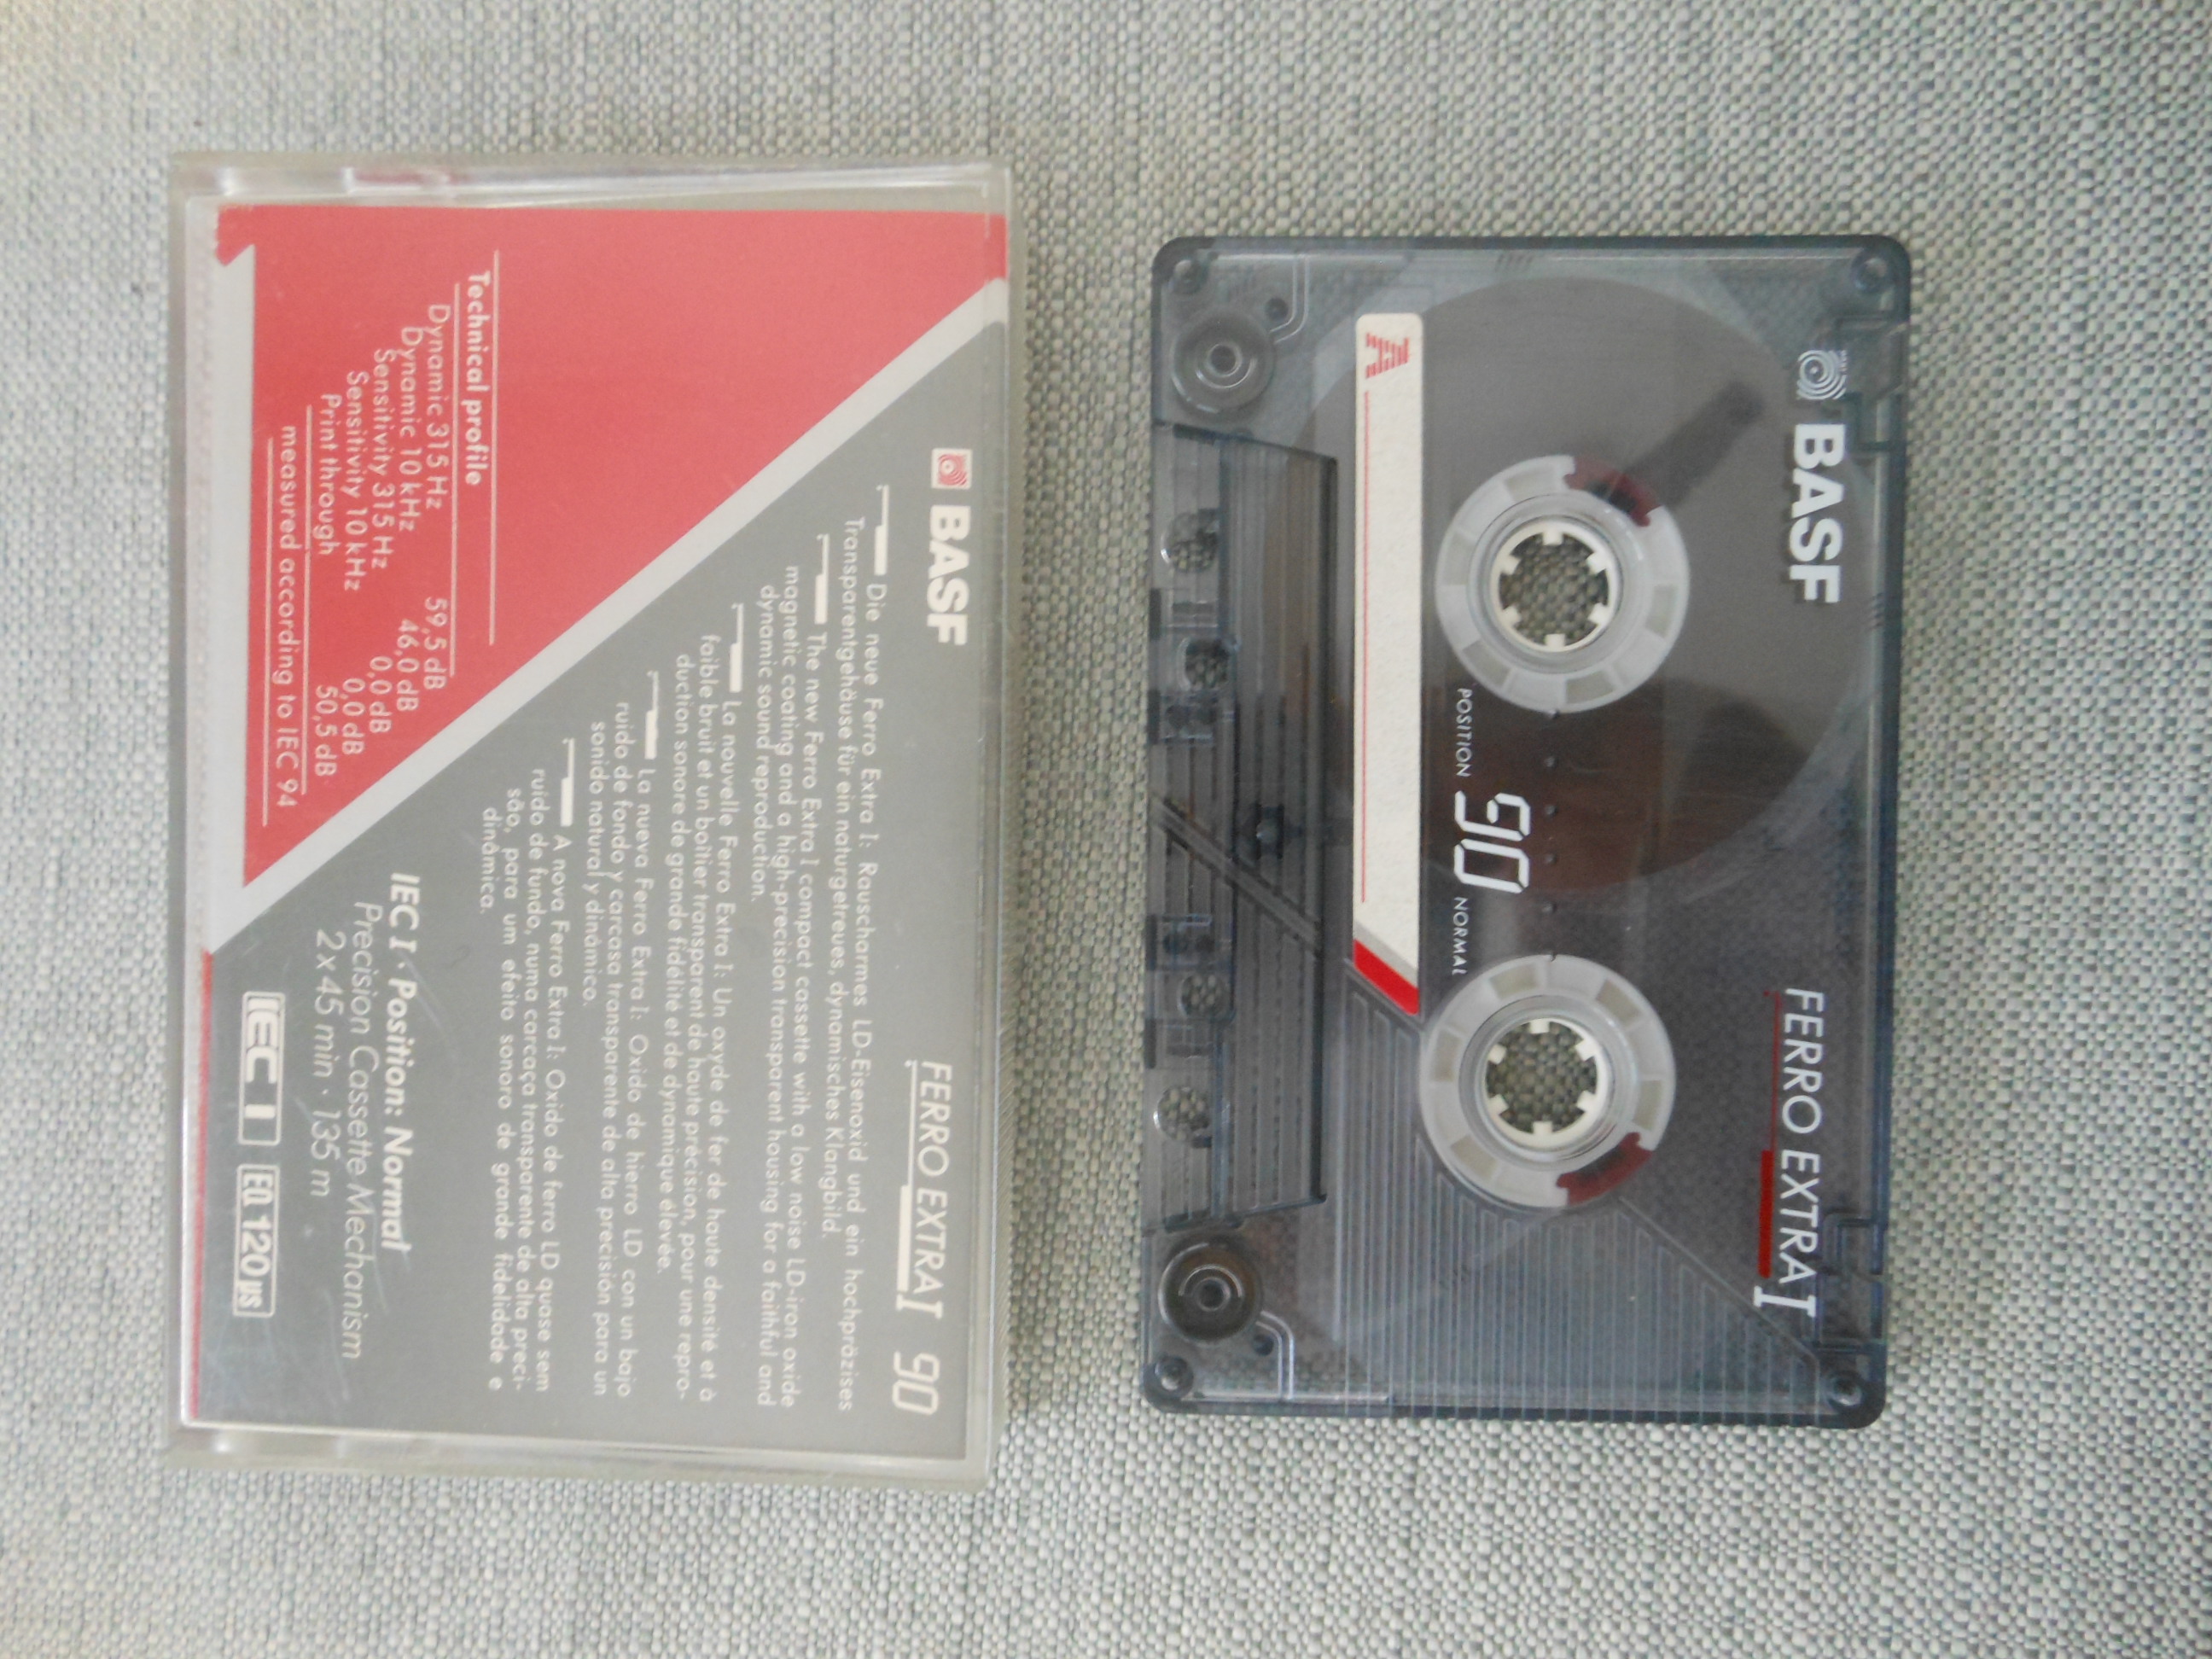 BASF
FERRO EXTRA I 90
Die neue Ferro Extra I: Rauscharmes LD-Eisenoxid und ein hochpräzises
Transparentgehäuse für ein naturgetreues, dynamisches Klangbild.
The new Ferro Extra I compact cassette with a low noise LD-iron oxide
magnetic coating and a high-precision transparent housing for a faithful and
dynamic sound reproduction.
La nouvelle Ferro Extra I: Un oxyde de fer de haute densité et à
faible bruit et un boîtier transparent de haute précision, pour une repro-
duction sonore de grande fidélité et de dynamique élevée.
La nueva Ferro Extra I: Oxido de hierro LD con un bajo
ruido de fondo y carcasa transparente de alta precisión para un
sonido natural y dinámico.
A nova Ferro Extra I: Oxido de ferro LD quase sem
ruído de fundo, numa carcaça transparente de alta preci-
são, para um efeito sonoro de grande fidelidade e
dinâmica.
Technical profile
Dynamic 315 Hz 59,5 dB
Dynamic 10 kHz 46,0 dB
Sensitivity 315 Hz 0,0 dB
Sensitivity 10 kHz 0,0 dB
Print through 50,5 dB
measured according to IEC 94
IEC I · Position: Normal
Precision Cassette Mechanism
2 x 45 min · 135 m
IEC I EQ 120 µs
BASF
FERRO EXTRA I
POSITION 90 NORMAL
A